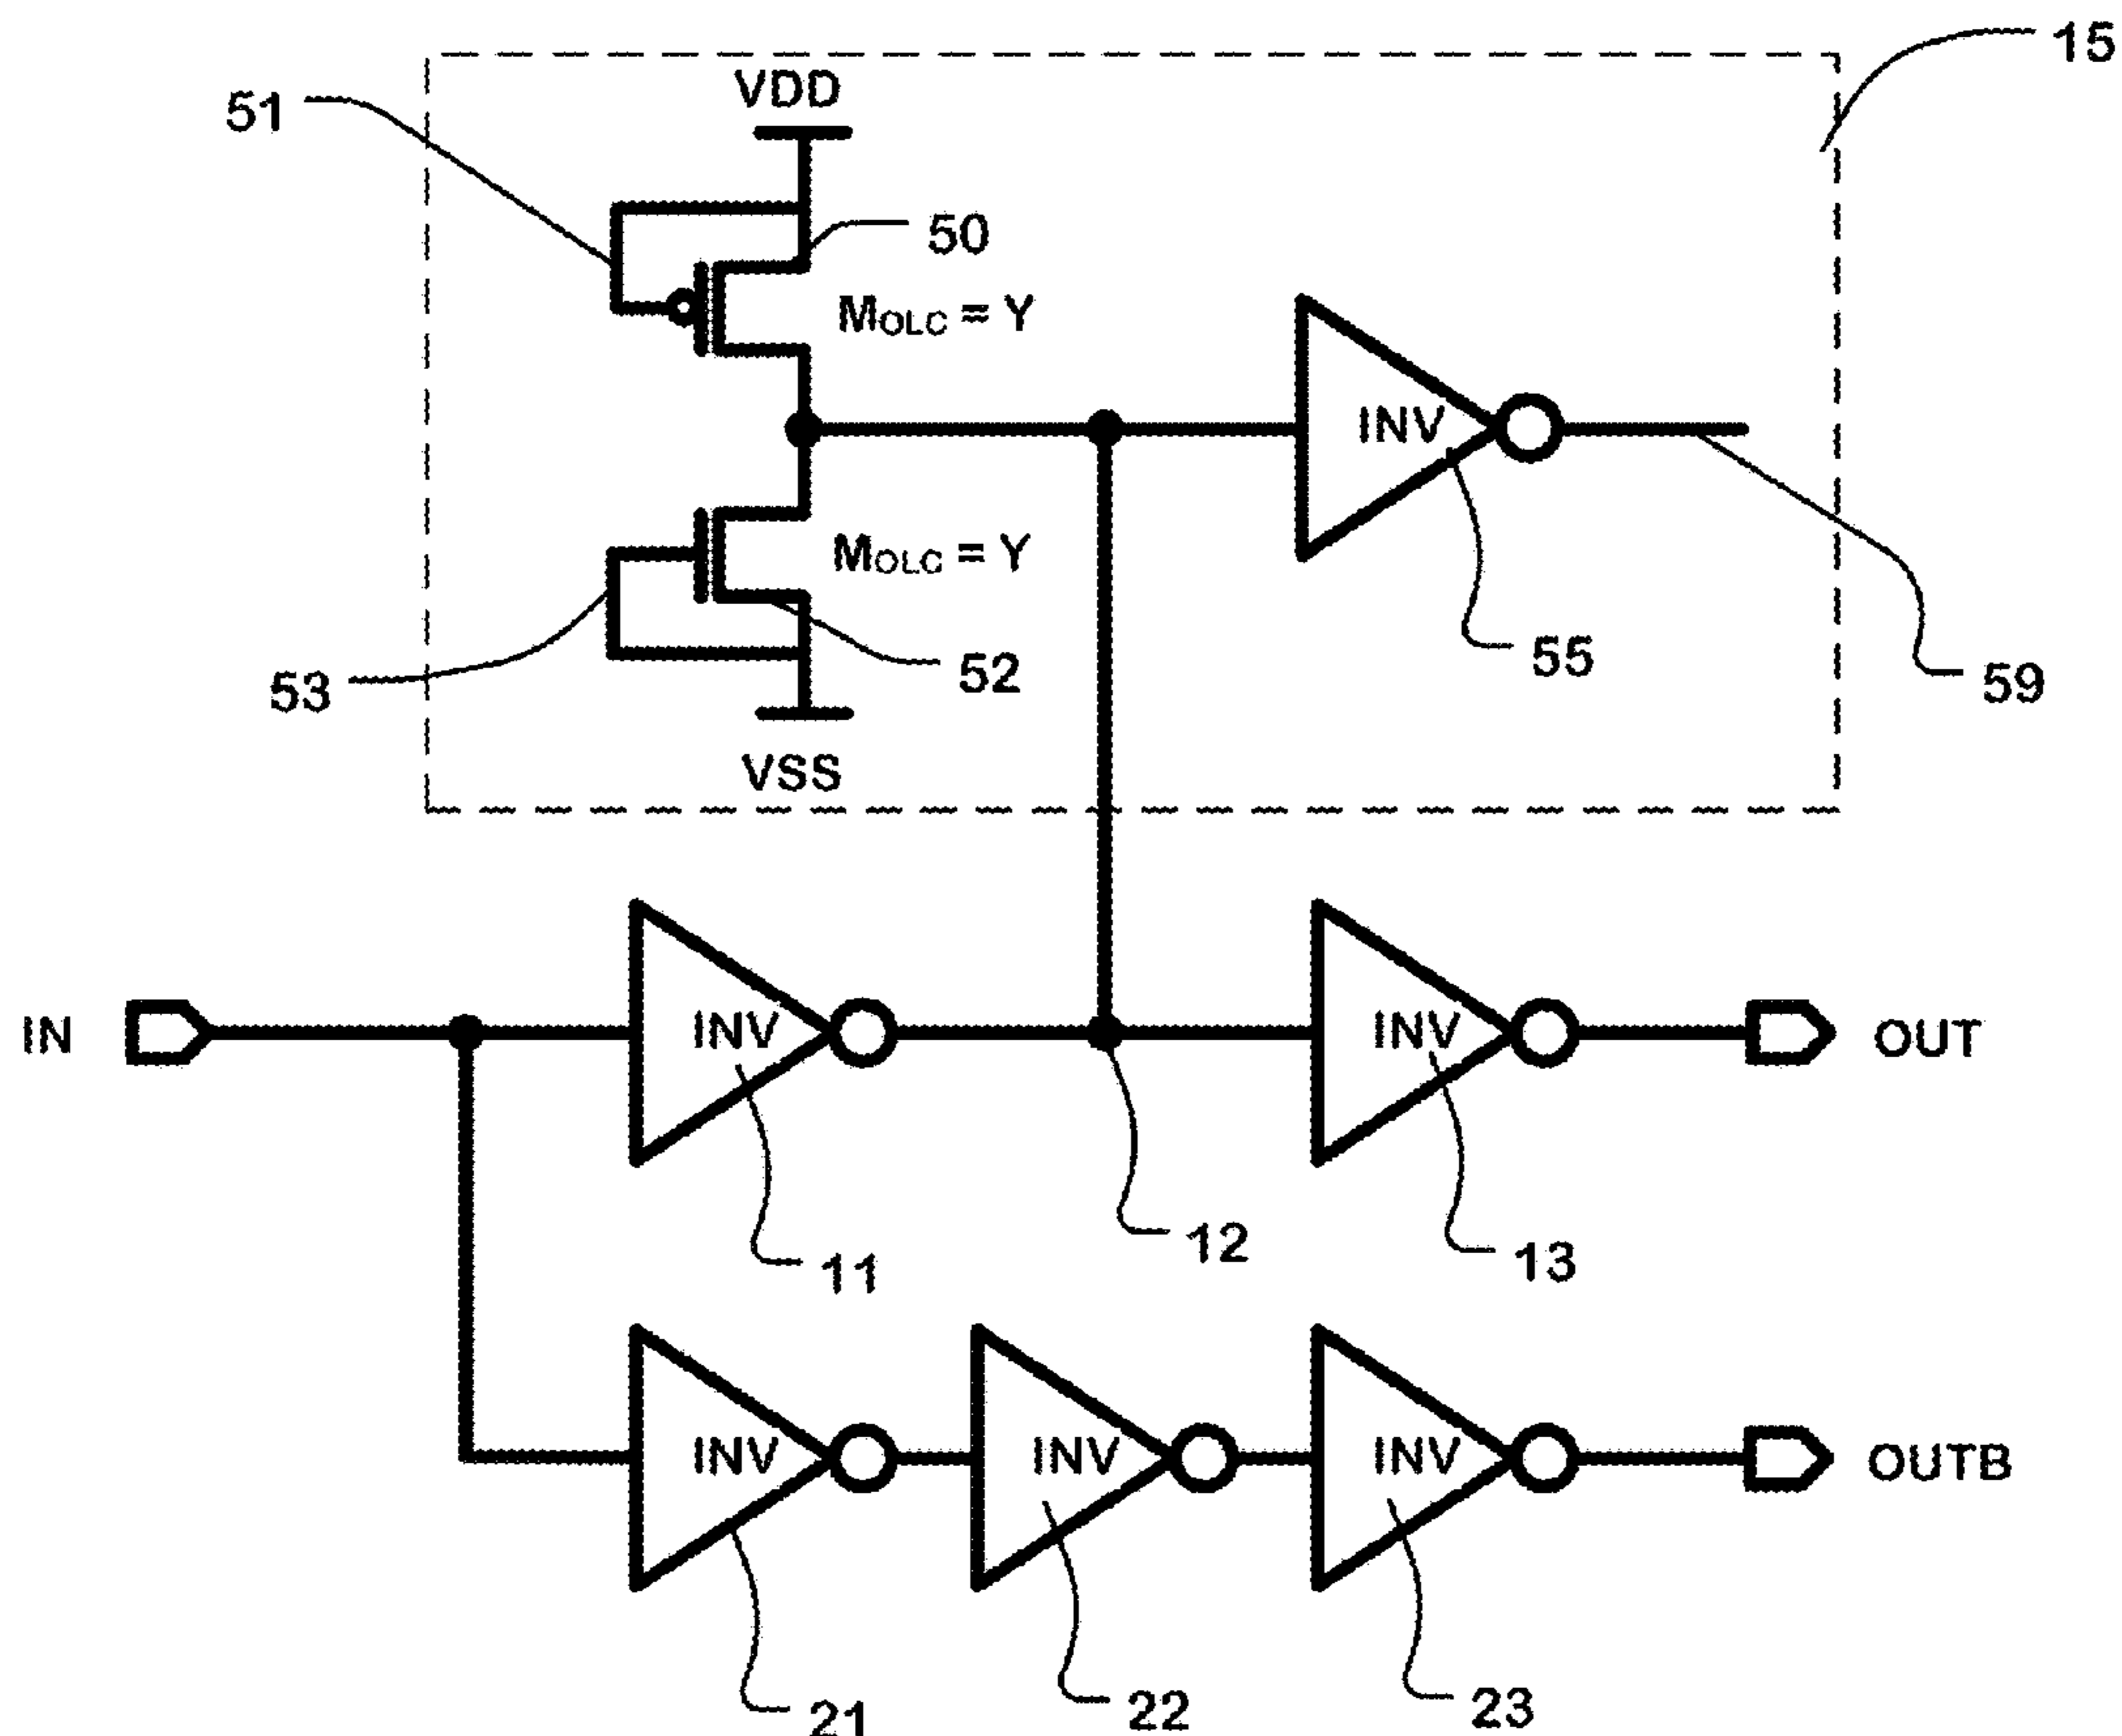 15
VDD
51
50
MOLC = Y
INV
MOLC = Y
55
52
53
59
VSS
IN
INV
INV
OUT
12
11
13
INV
INV
INV
OUTB
21
22
23